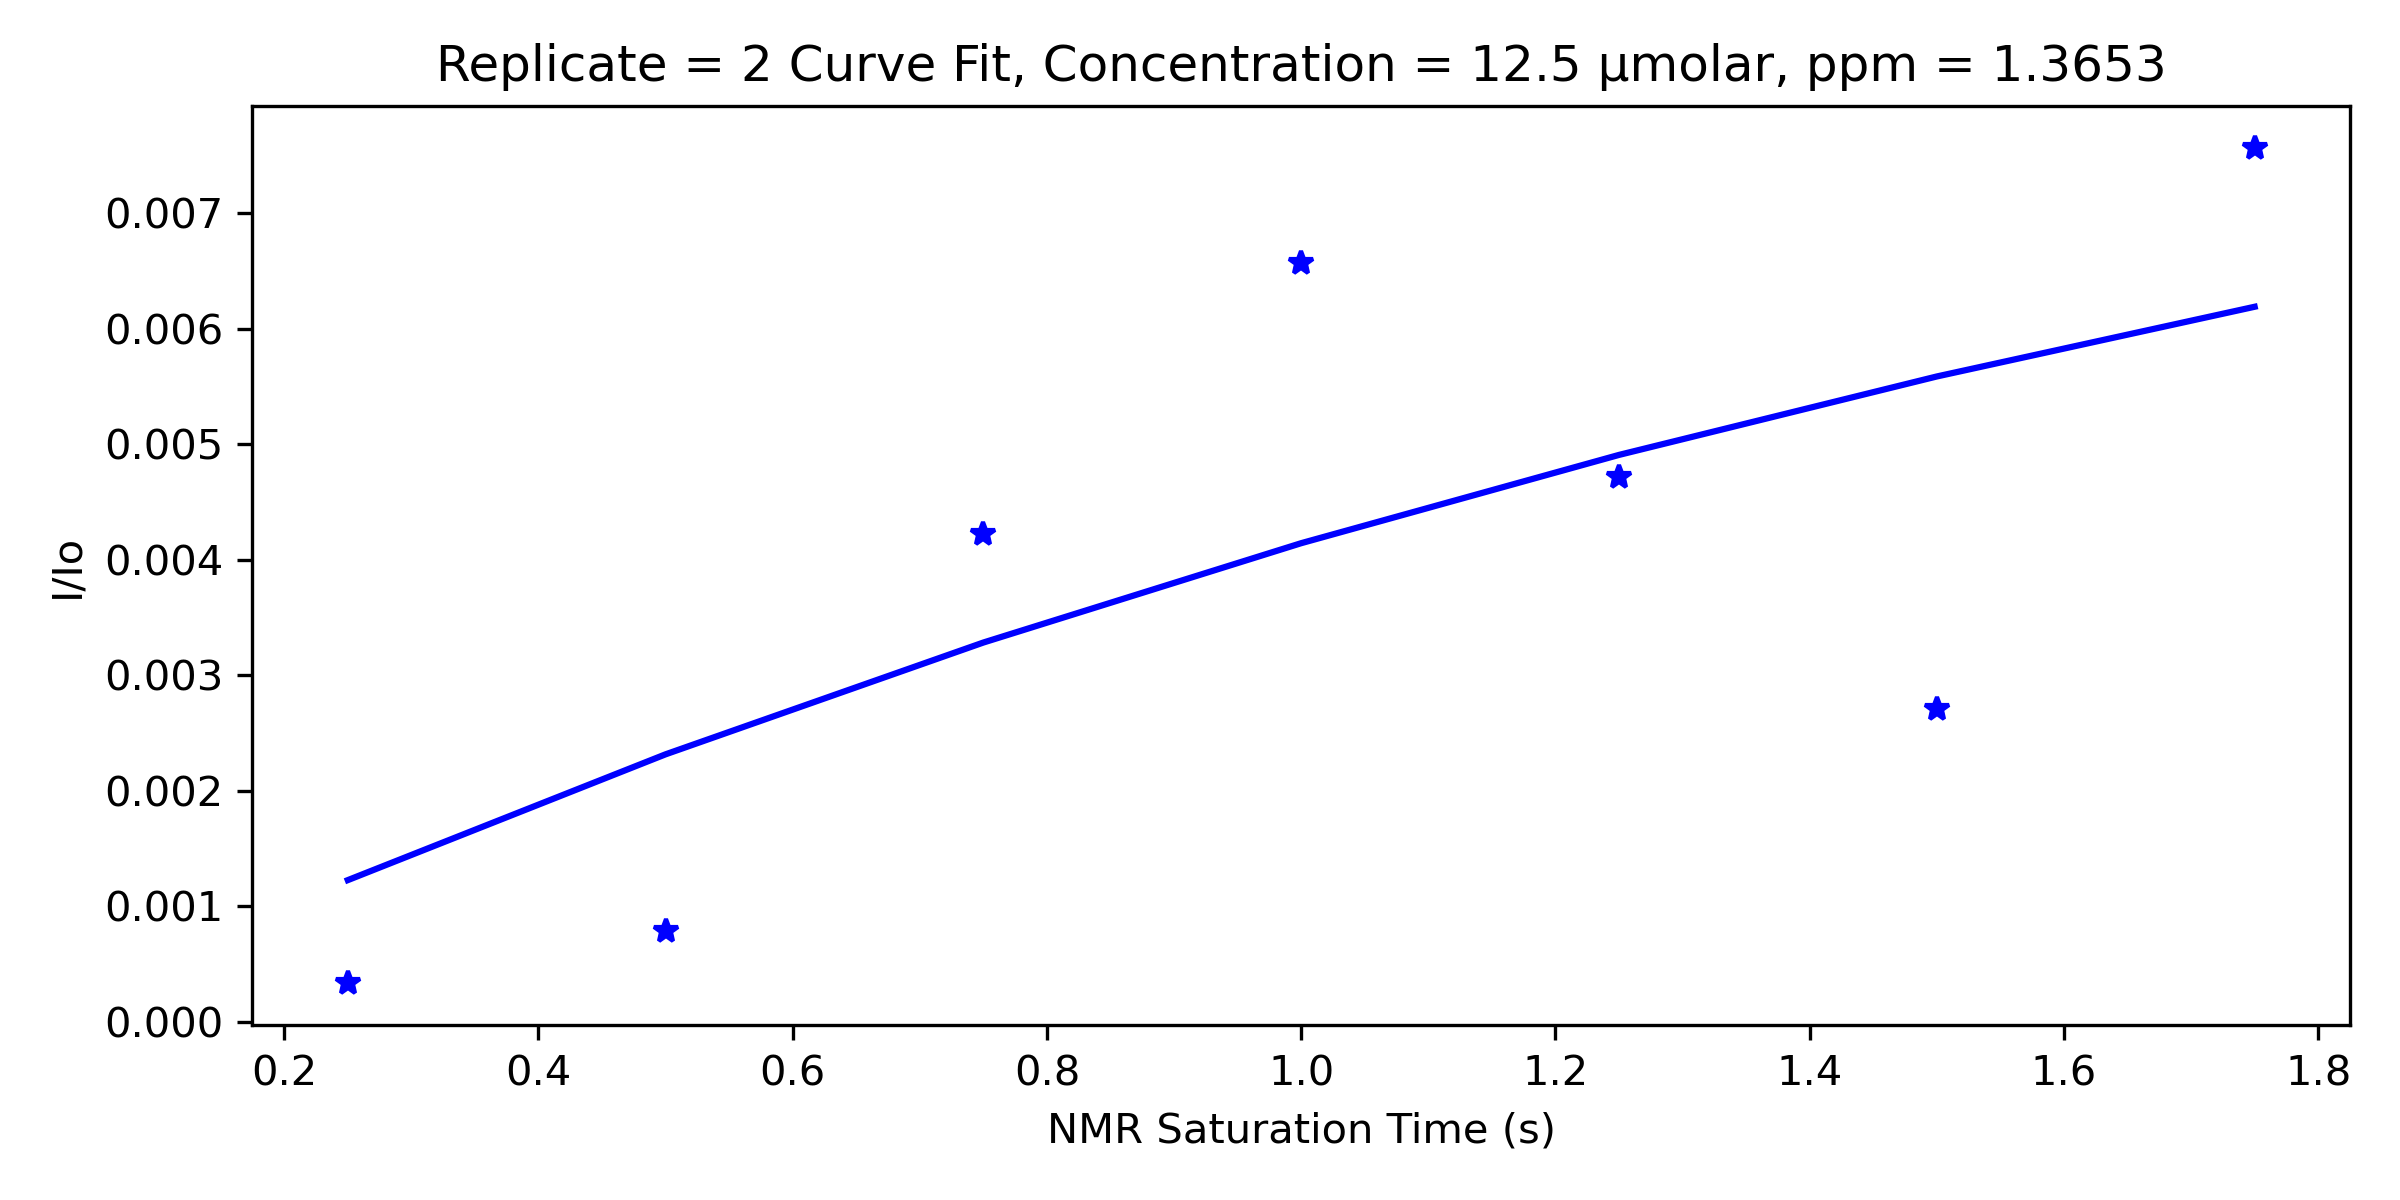 Replicate = 2 Curve Fit, Concentration = 12.5 µmolar, ppm = 1.3653
I/Io
0.007
0.006
0.005
0.004
0.003
0.002
0.001
0.000
0.2 0.4 0.6 0.8 1.0 1.2 1.4 1.6 1.8
NMR Saturation Time (s)